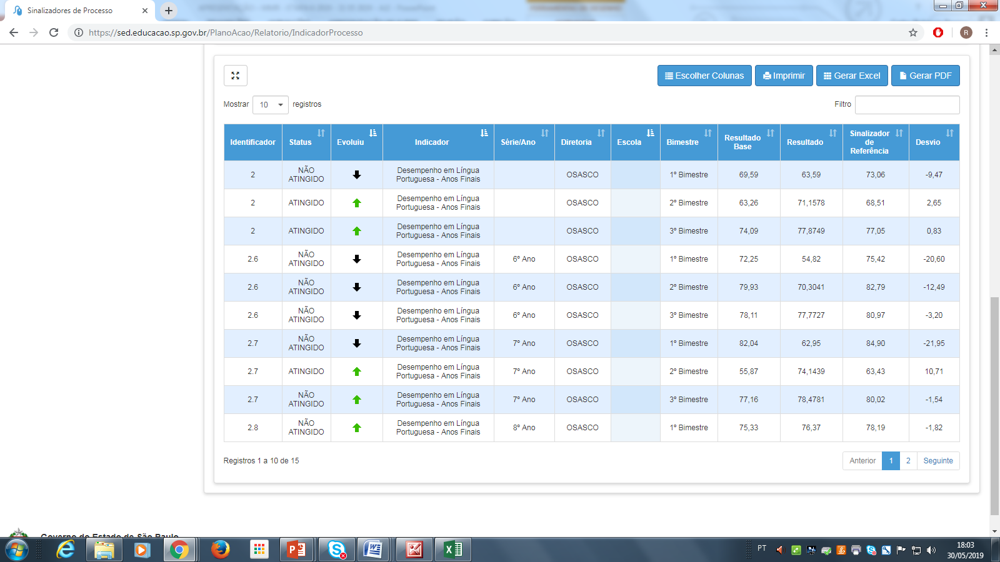 Sinalizadores de Processo
https://sed.educacao.sp.gov.br/PlanoAcao/Relatorio/IndicadorProcesso
R
Escolher Colunas
Imprimir
Gerar Excel
Gerar PDF
Mostrar 10 registros
Filtro
Identificador Status Evoluiu Indicador Série/Ano Diretoria Escola Bimestre Resultado Base Resultado Sinalizador de Referência Desvio
2 NÃO ATINGIDO Desempenho em Língua Portuguesa - Anos Finais OSASCO 1º Bimestre 69,59 63,59 73,06 -9,47
2 ATINGIDO Desempenho em Língua Portuguesa - Anos Finais OSASCO 2º Bimestre 63,26 71,1578 68,51 2,65
2 ATINGIDO Desempenho em Língua Portuguesa - Anos Finais OSASCO 3º Bimestre 74,09 77,8749 77,05 0,83
2.6 NÃO ATINGIDO Desempenho em Língua Portuguesa - Anos Finais 6º Ano OSASCO 1º Bimestre 72,25 54,82 75,42 -20,60
2.6 NÃO ATINGIDO Desempenho em Língua Portuguesa - Anos Finais 6º Ano OSASCO 2º Bimestre 79,93 70,3041 82,79 -12,49
2.6 NÃO ATINGIDO Desempenho em Língua Portuguesa - Anos Finais 6º Ano OSASCO 3º Bimestre 78,11 77,7727 80,97 -3,20
2.7 NÃO ATINGIDO Desempenho em Língua Portuguesa - Anos Finais 7º Ano OSASCO 1º Bimestre 82,04 62,95 84,90 -21,95
2.7 ATINGIDO Desempenho em Língua Portuguesa - Anos Finais 7º Ano OSASCO 2º Bimestre 55,87 74,1439 63,43 10,71
2.7 NÃO ATINGIDO Desempenho em Língua Portuguesa - Anos Finais 7º Ano OSASCO 3º Bimestre 77,16 78,4781 80,02 -1,54
2.8 NÃO ATINGIDO Desempenho em Língua Portuguesa - Anos Finais 8º Ano OSASCO 1º Bimestre 75,33 76,37 78,19 -1,82
Registros 1 a 10 de 15
Anterior 1 2 Seguinte
Governo do Estado de São Paulo
PT
18:03
30/05/2019